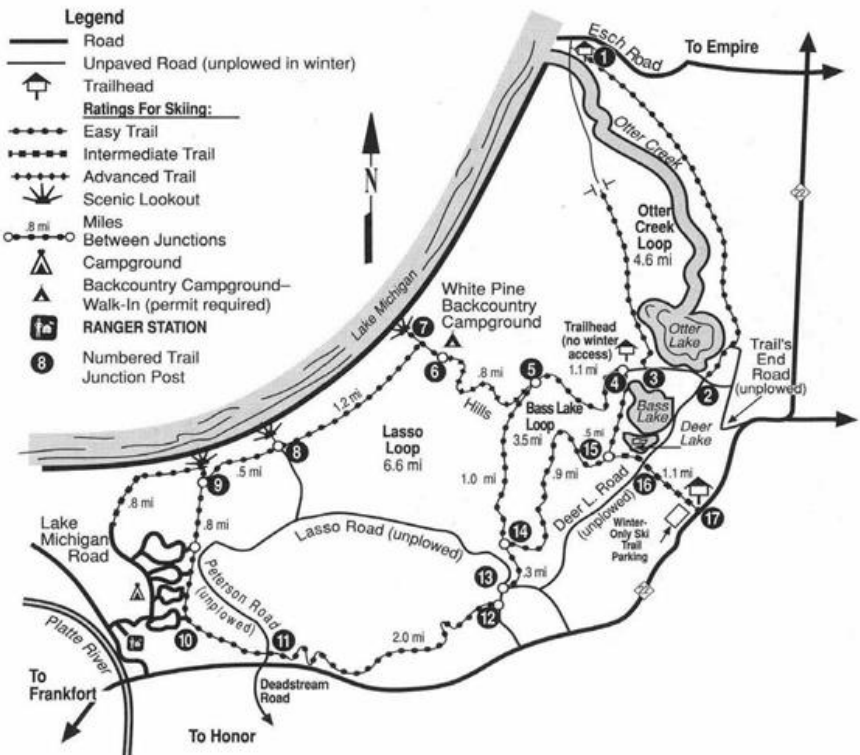 Legend
Road
Unpaved Road (unplowed in winter)
Trailhead
Ratings For Skiing:
Easy Trail
Intermediate Trail
Advanced Trail
Scenic Lookout
.8 mi
Miles
Between Junctions
Campground
Backcountry Campground–
Walk-In (permit required)
RANGER STATION
8
Numbered Trail
Junction Post
N
Esch Road
To Empire
1
Otter Creek
22
Otter
Creek
Loop
4.6 mi
Lake Michigan
White Pine
Backcountry
Campground
7
6
.8 mi
Hills
5
Trailhead
(no winter
access)
1.1 mi
4
3
Otter
Lake
2
Trail's
End
Road
(unplowed)
Bass
Lake
Deer
Lake
Bass Lake
Loop
3.5 mi
1.2 mi
Lasso
Loop
6.6 mi
8
.5 mi
9
.8 mi
.8 mi
1.0 mi
.9 mi
.5 mi
15
16
1.1 mi
17
Deer L. Road
(unplowed)
Winter-
Only Ski
Trail
Parking
22
14
.3 mi
13
12
Lasso Road (unplowed)
Lake
Michigan
Road
Peterson Road
(unplowed)
10
11
2.0 mi
Platte River
To
Frankfort
Deadstream
Road
To Honor